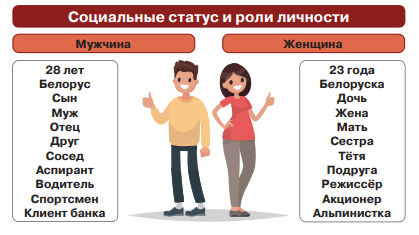 Социальные статус и роли личности
Мужчина
Женщина
28 лет
Белорус
Сын
Муж
Отец
Друг
Сосед
Аспирант
Водитель
Спортсмен
Клиент банка
23 года
Белоруска
Дочь
Жена
Мать
Сестра
Тётя
Подруга
Режиссёр
Акционер
Альпинистка